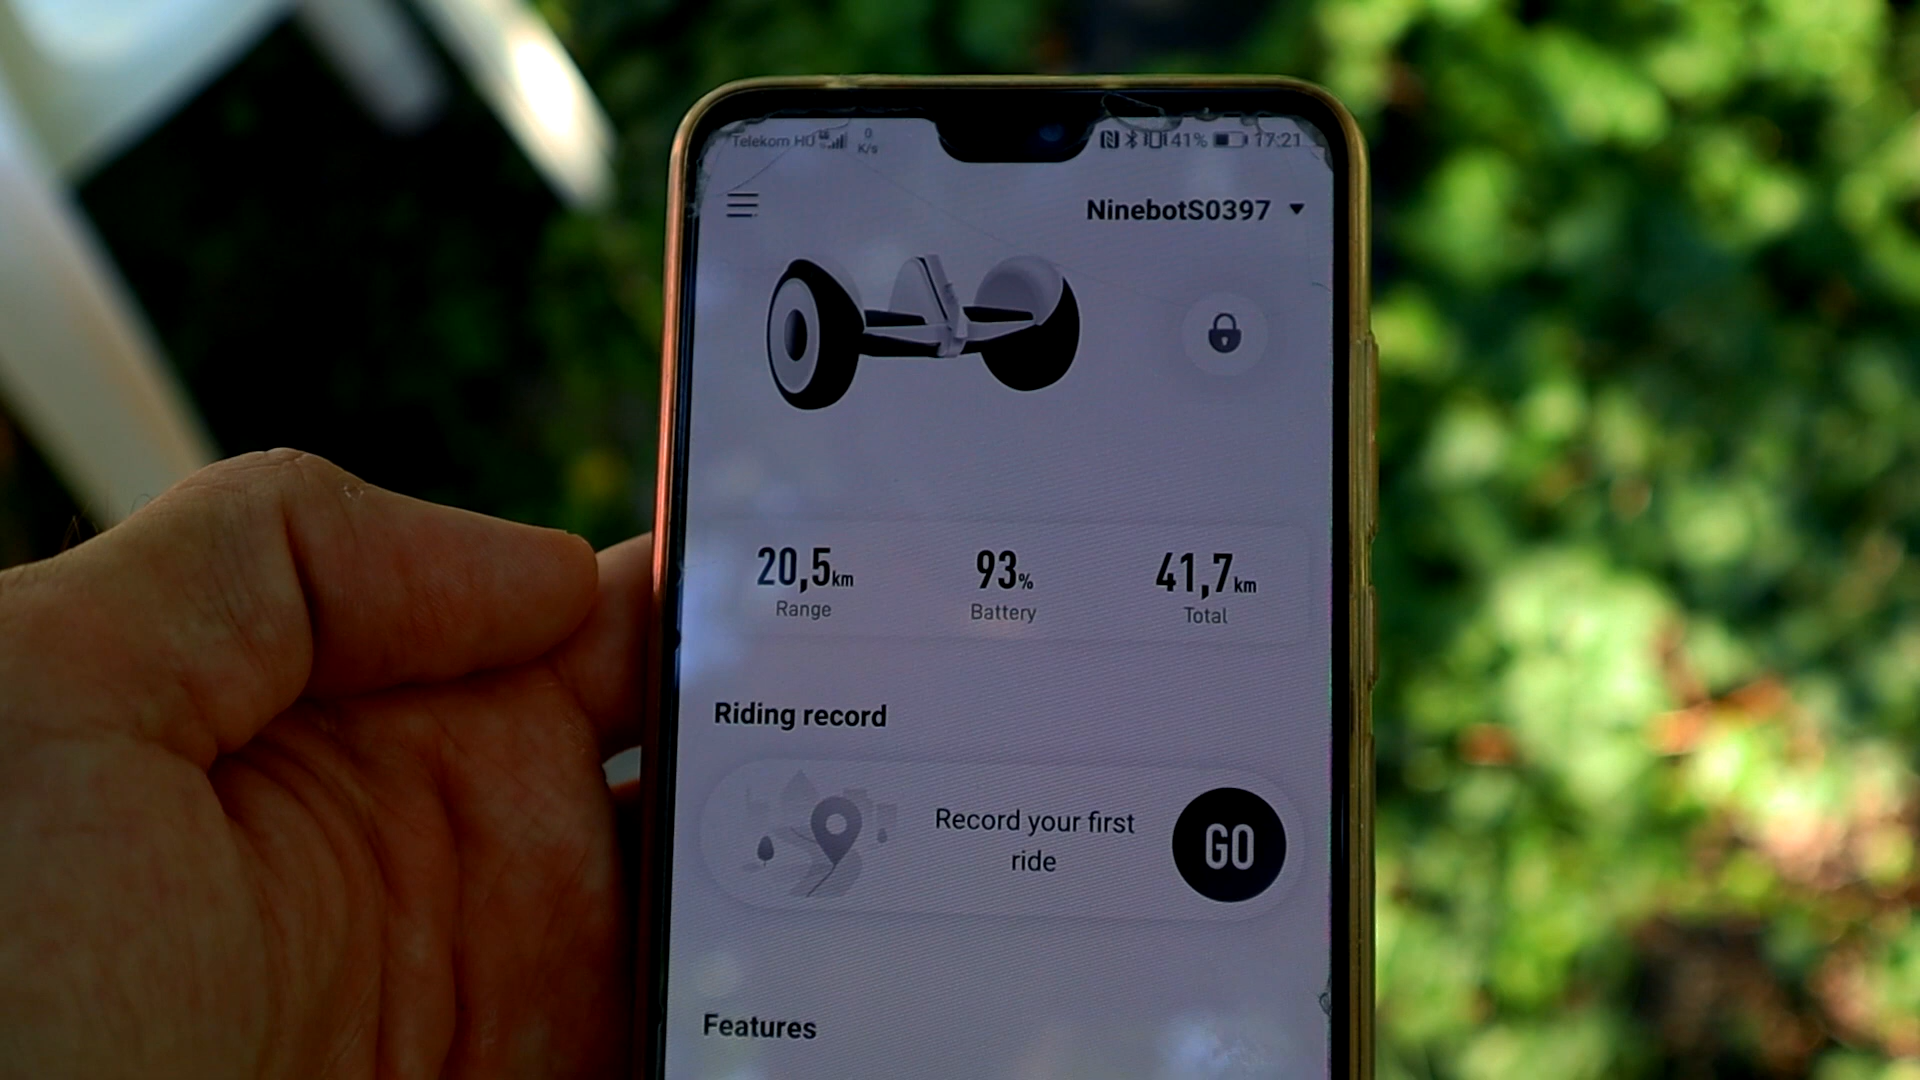 Telekom HU 0 K/s 41% 17:21
NinebotS0397
20,5km 93% 41,7km
Range Battery Total
Riding record
Record your first
ride
GO
Features